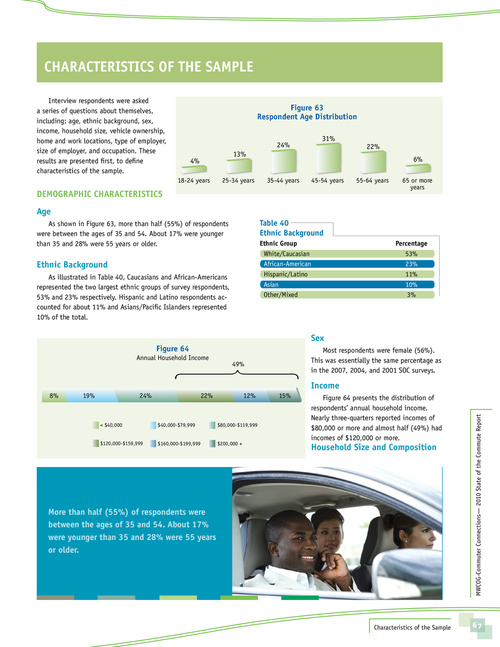 CHARACTERISTICS OF THE SAMPLE
Interview respondents were asked
a series of questions about themselves,
including: age, ethnic background, sex,
income, household size, vehicle ownership,
home and work locations, type of employer,
size of employer, and occupation. These
results are presented first, to define
characteristics of the sample.
DEMOGRAPHIC CHARACTERISTICS
Figure 63
Respondent Age Distribution
4%
13%
24%
31%
22%
6%
18-24 years
25-34 years
35-44 years
45-54 years
55-64 years
65 or more
years
Age
As shown in Figure 63, more than half (55%) of respondents
were between the ages of 35 and 54. About 17% were younger
than 35 and 28% were 55 years or older.
Ethnic Background
As illustrated in Table 40, Caucasians and African-Americans
represented the two largest ethnic groups of survey respondents,
53% and 23% respectively. Hispanic and Latino respondents ac-
counted for about 11% and Asians/Pacific Islanders represented
10% of the total.
Table 40
Ethnic Background
Ethnic Group Percentage
White/Caucasian 53%
African-American 23%
Hispanic/Latino 11%
Asian 10%
Other/Mixed 3%
Figure 64
Annual Household Income
49%
8% 19% 24% 22% 12% 15%
< $40,000 $40,000-$79,999 $80,000-$119,999
$120,000-$159,999 $160,000-$199,999 $200,000 +
Sex
Most respondents were female (56%).
This was essentially the same percentage as
in the 2007, 2004, and 2001 SOC surveys.
Income
Figure 64 presents the distribution of
respondents' annual household income.
Nearly three-quarters reported incomes of
$80,000 or more and almost half (49%) had
incomes of $120,000 or more.
Household Size and Composition
More than half (55%) of respondents were
between the ages of 35 and 54. About 17%
were younger than 35 and 28% were 55 years
or older.
MWCOG-Commuter Connections— 2010 State of the Commute Report
Characteristics of the Sample
67